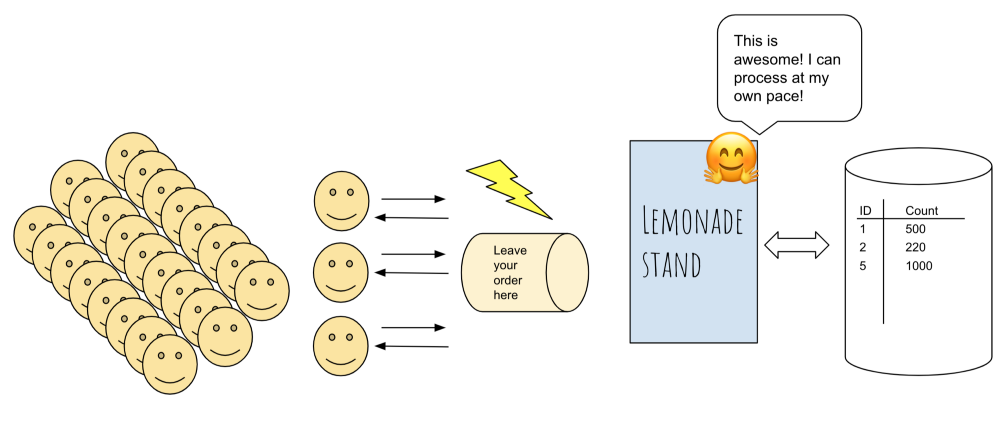 This is
awesome! I can
process at my
own pace!
Leave
your
order
here
LEMONADE
STAND
ID Count
1 500
2 220
5 1000